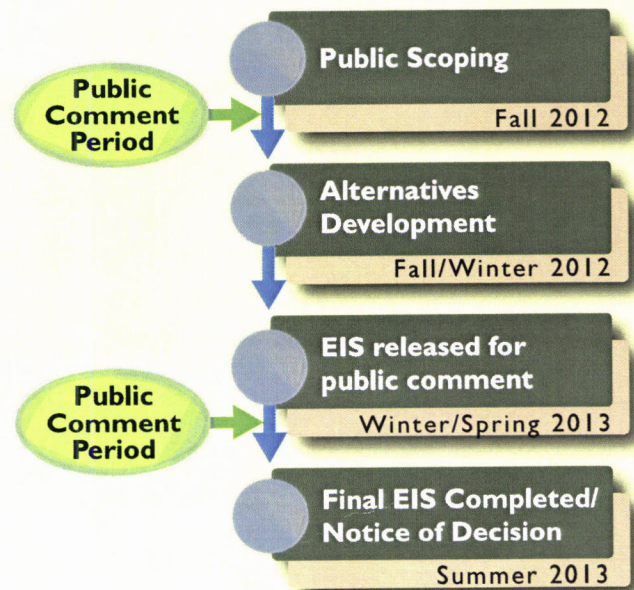 Public Scoping
Fall 2012
Public
Comment
Period
Alternatives
Development
Fall/Winter 2012
EIS released for
public comment
Winter/Spring 2013
Public
Comment
Period
Final EIS Completed/
Notice of Decision
Summer 2013